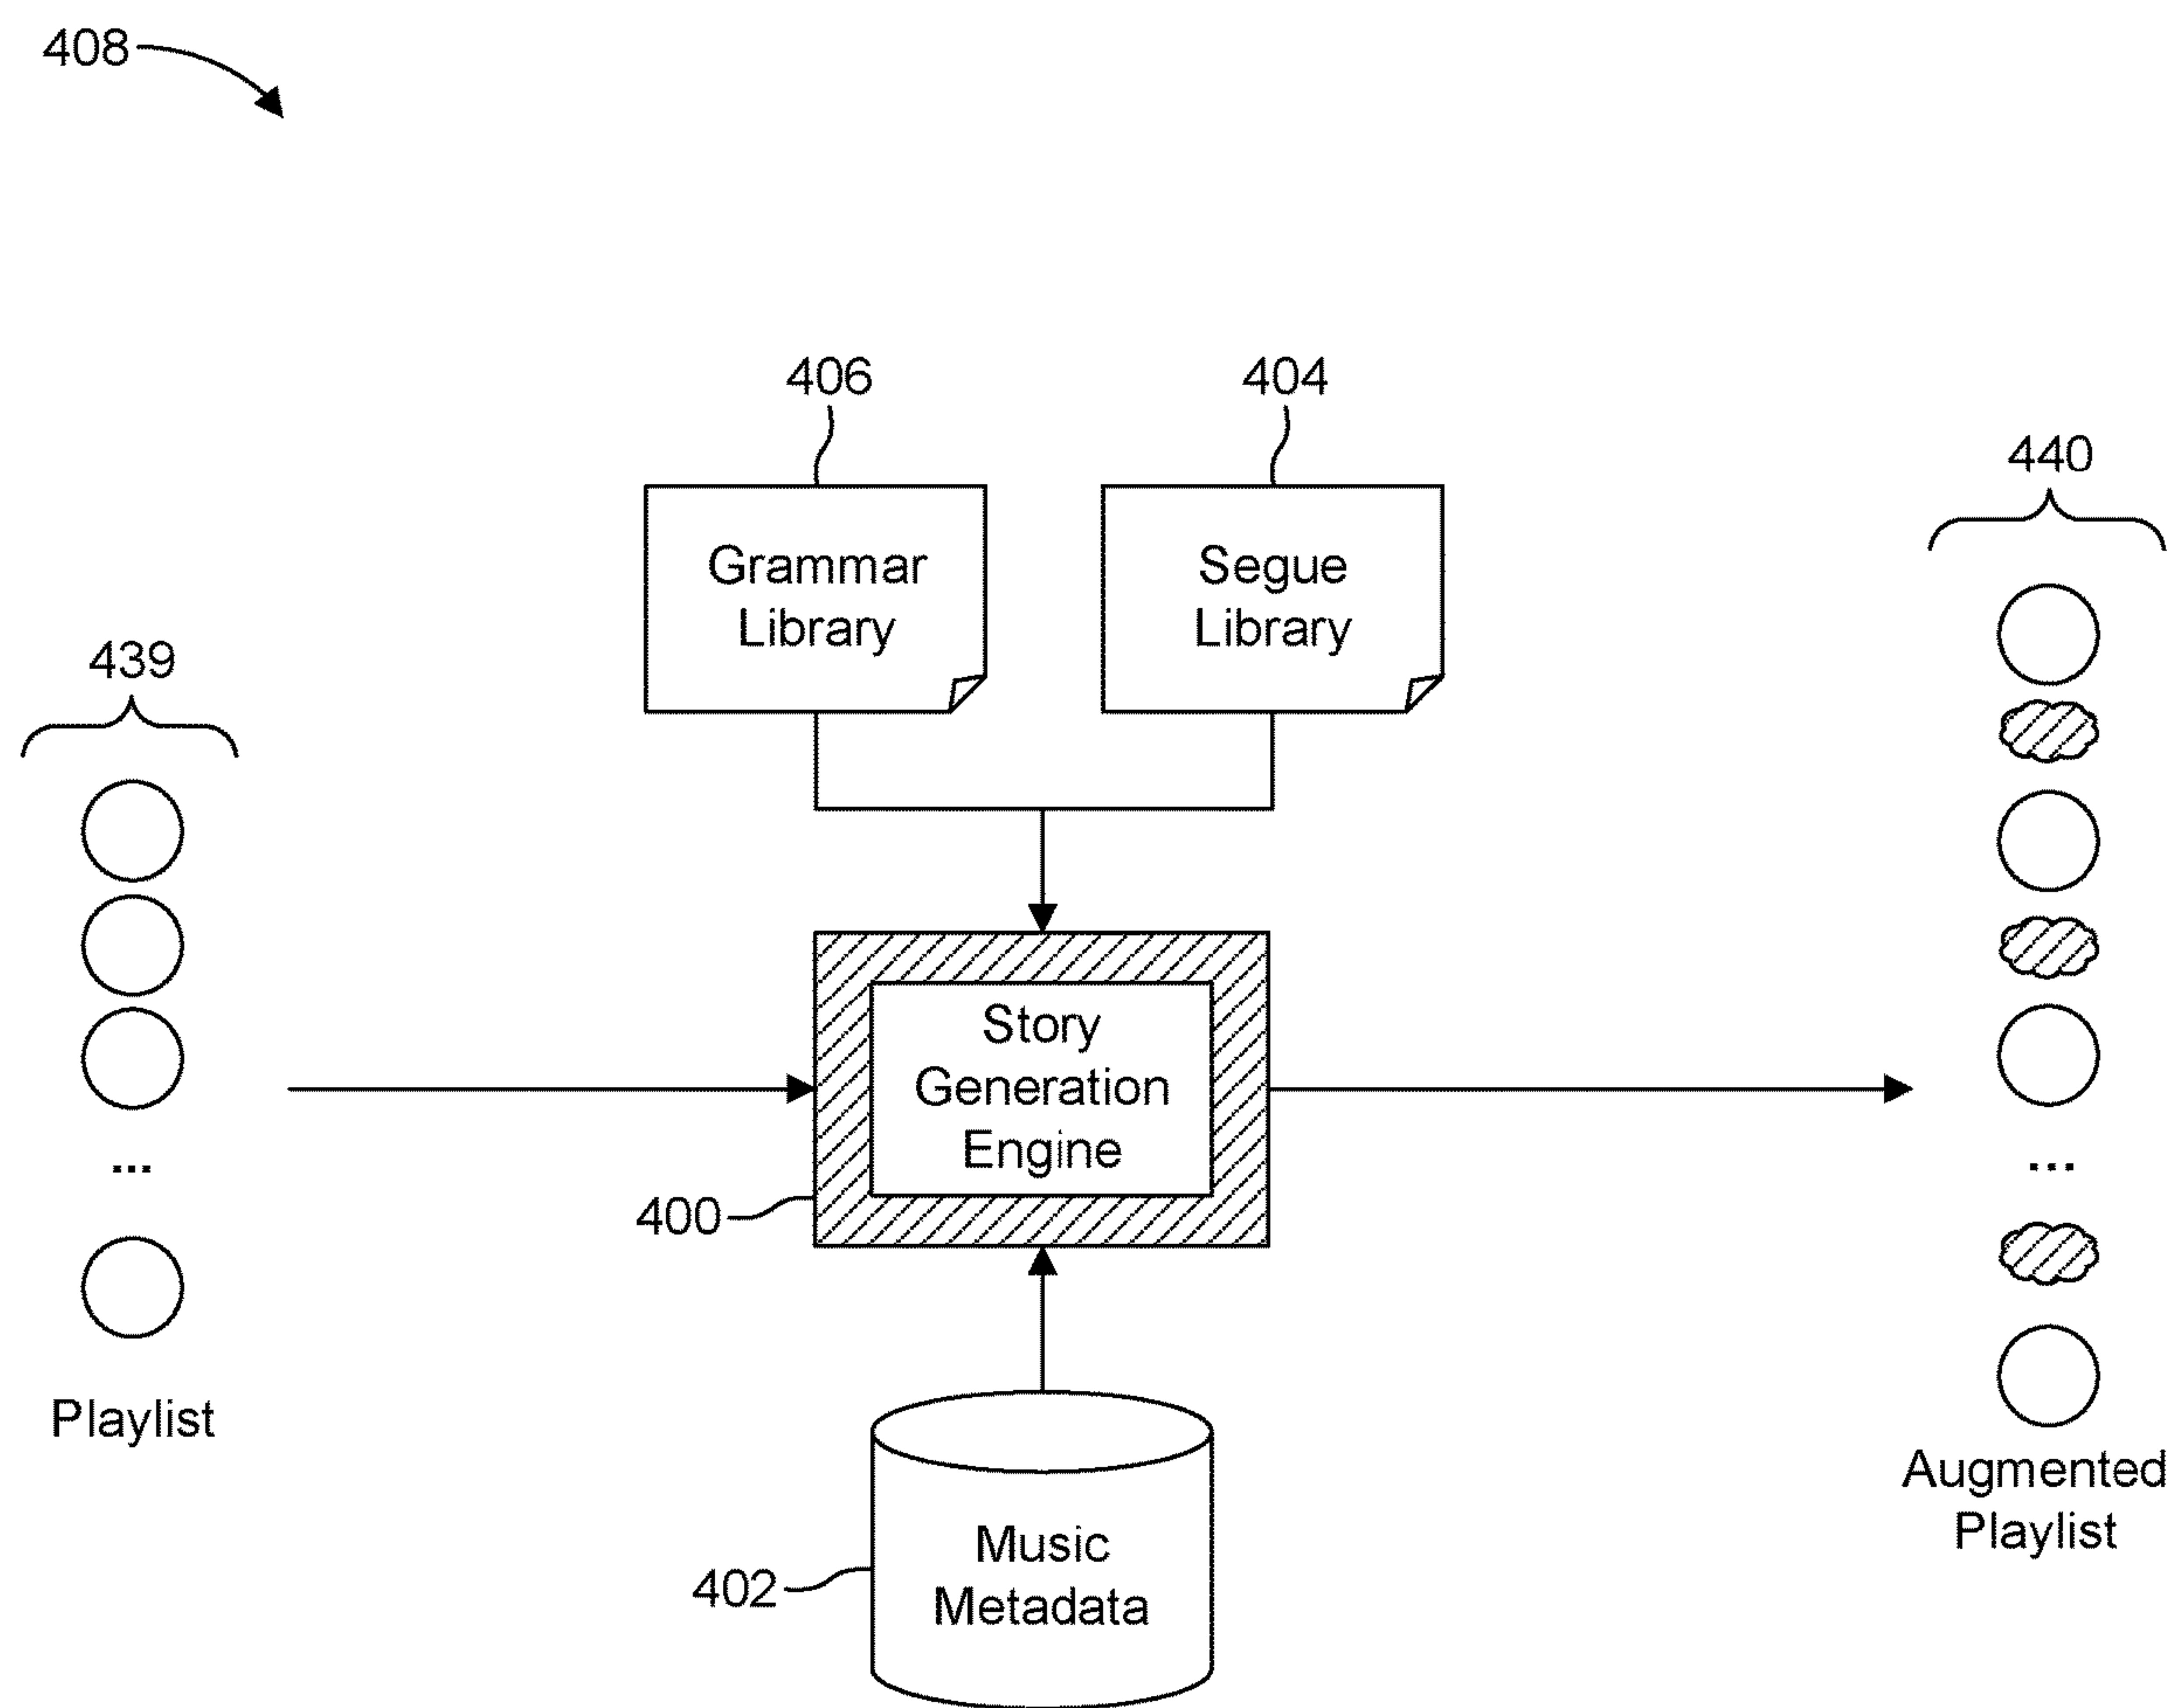 408
406
404
440
Grammar
Library
Segue
Library
439
Story
Generation
Engine
...
...
400
Playlist
Augmented
Playlist
Music
Metadata
402